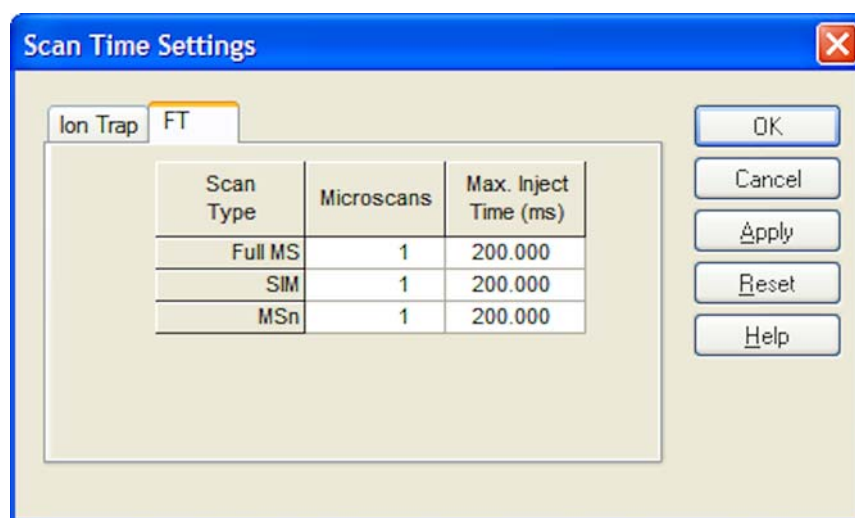 Scan Time Settings
Ion Trap FT
Scan Type Microscans Max. Inject Time (ms)
Full MS 1 200.000
SIM 1 200.000
MSn 1 200.000
OK
Cancel
Apply
Reset
Help